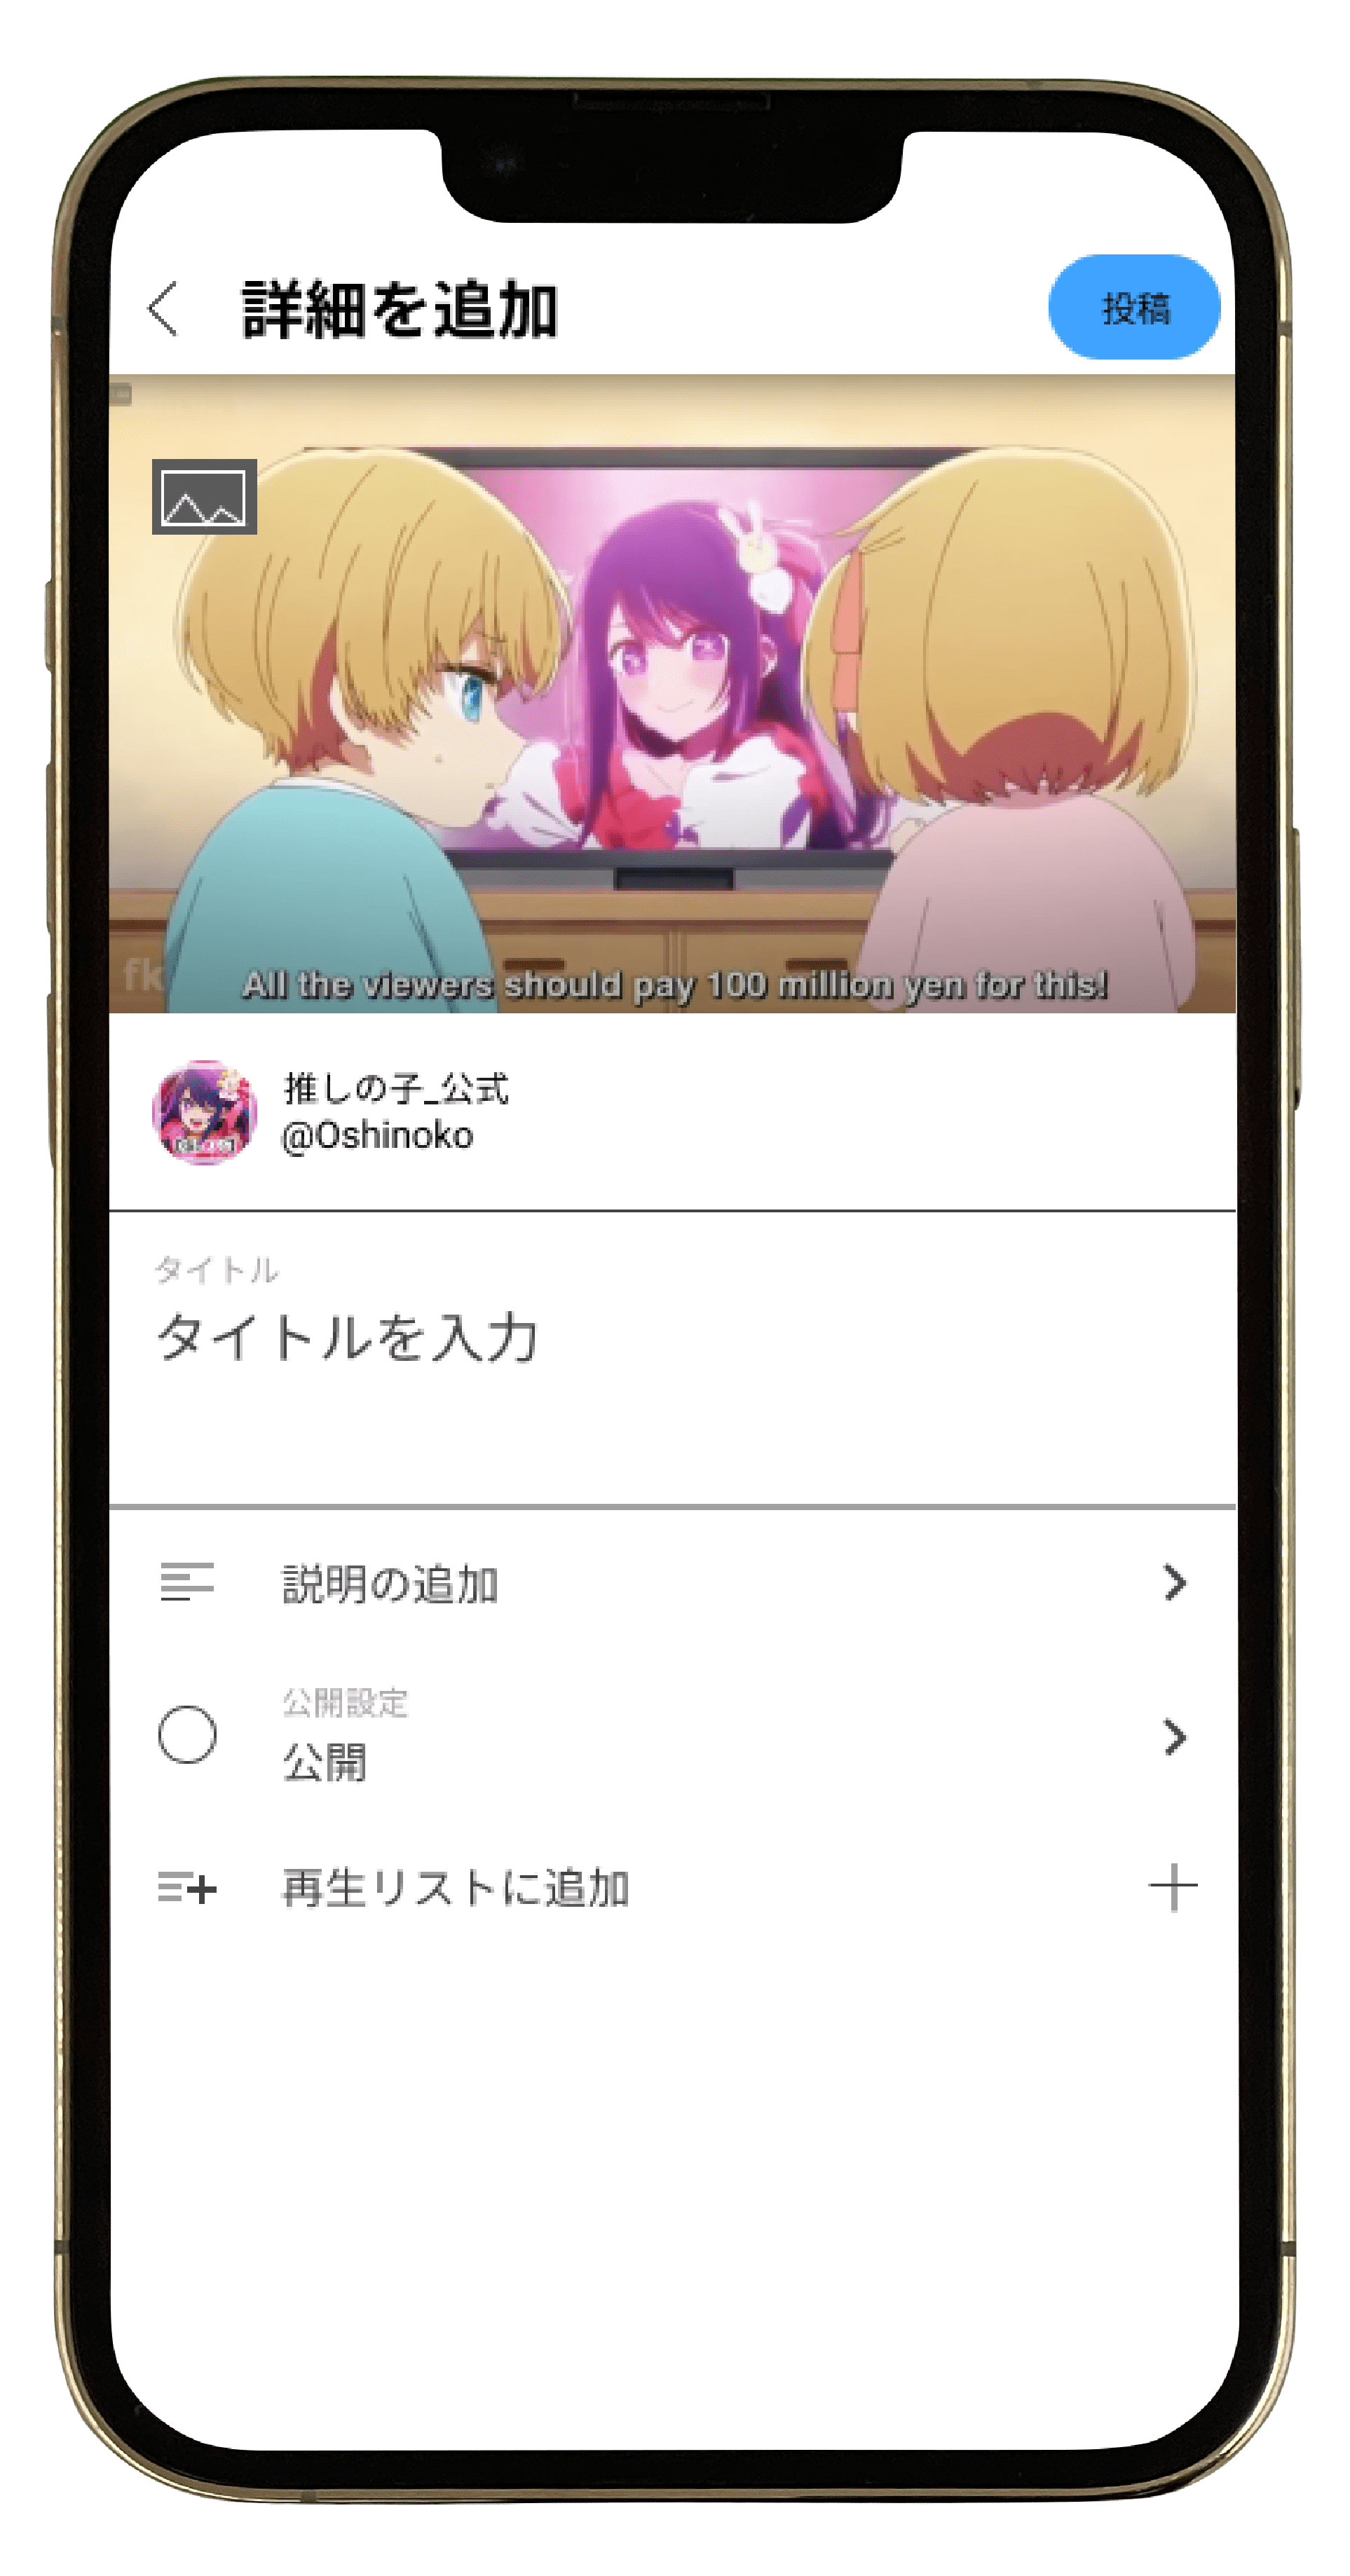 詳細を追加
投稿
fk
All the viewers should pay 100 million yen for this!
推しの子_公式
@Oshinoko
タイトル
タイトルを入力
説明の追加
公開設定
公開
再生リストに追加